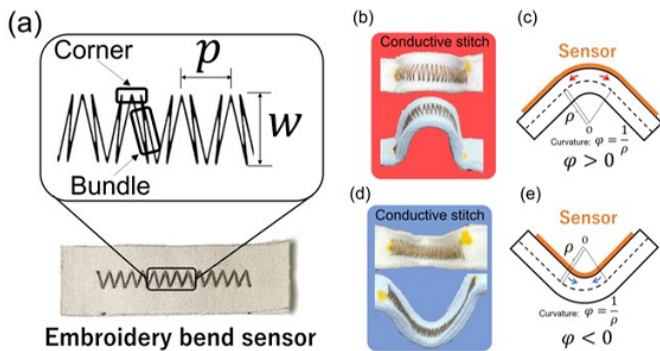 (a)
Corner
p
w
Bundle
Embroidery bend sensor
(b)
Conductive stitch
(c)
Sensor
ρ
o
Curvature: φ = 1/ρ
φ > 0
(d)
Conductive stitch
(e)
Sensor
ρ
o
Curvature: φ = 1/ρ
φ < 0